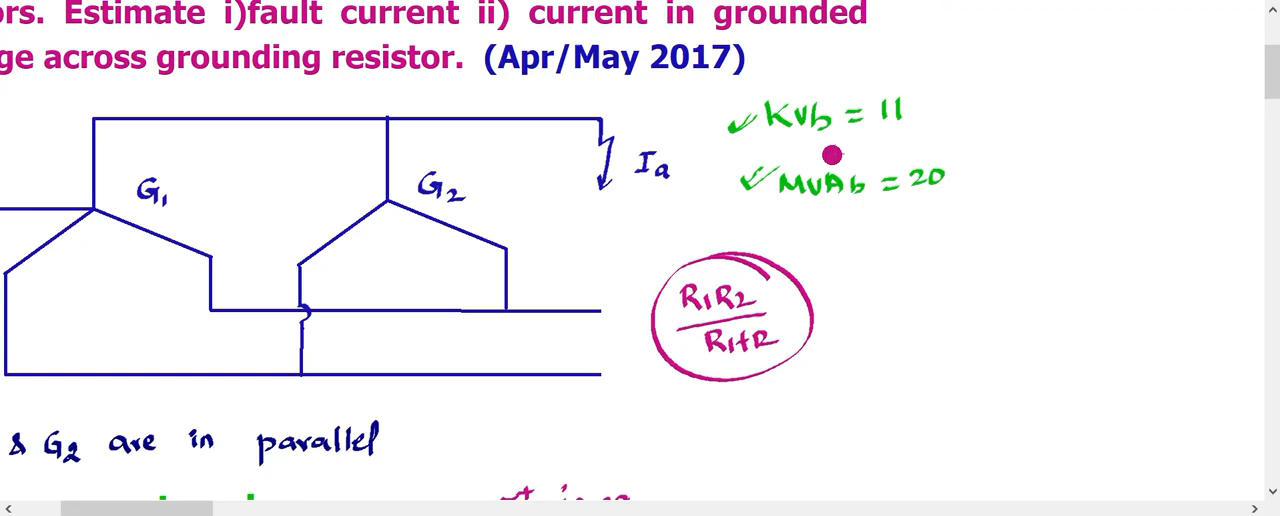 ors. Estimate i)fault current ii) current in grounded
ge across grounding resistor. (Apr/May 2017)
KVb = 11
MVAb = 20
G1
G2
Ia
R1R2
R1+R
& G2 are in parallel